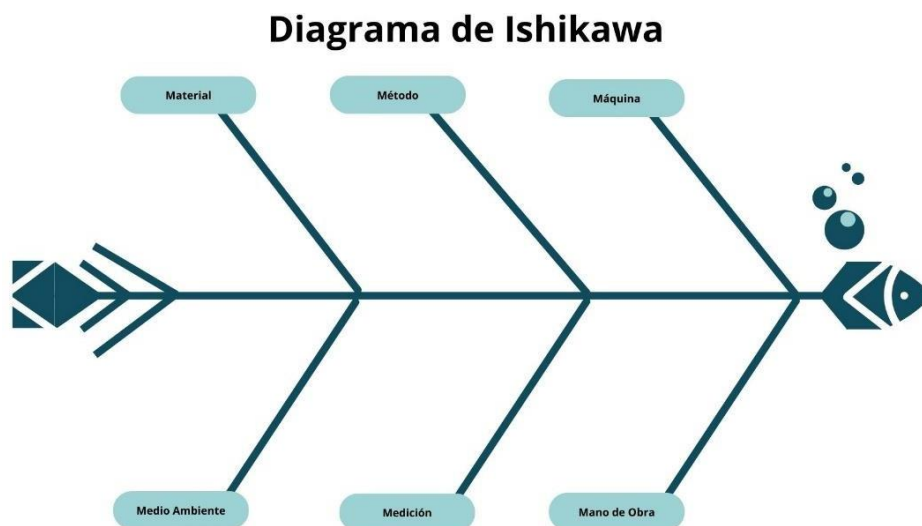 Diagrama de Ishikawa
Material
Método
Máquina
Medio Ambiente
Medición
Mano de Obra